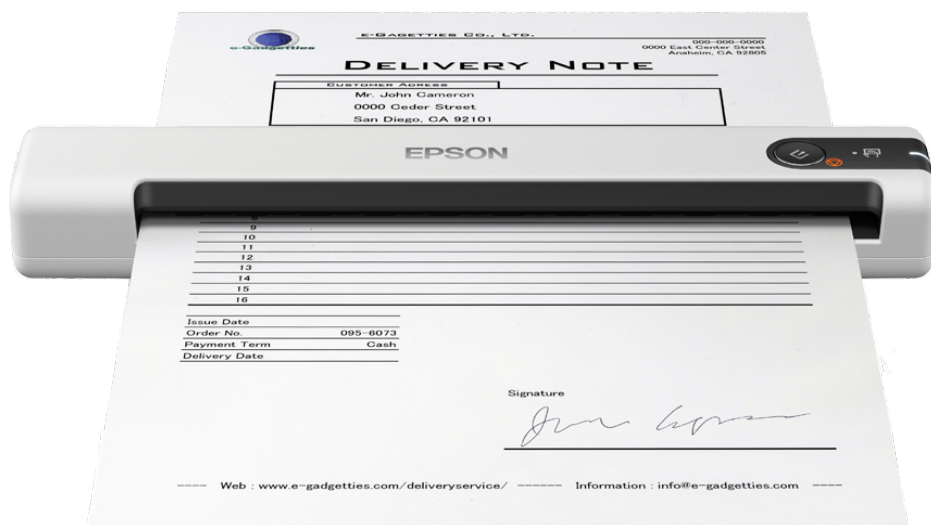 e-Gadgetties
E-GAGETTIES CO., LTD.
000-000-0000
0000 East Center Street
Anaheim, CA 92805
DELIVERY NOTE
CUSTOMER ADRESS
Mr. John Cameron
0000 Ceder Street
San Diego, CA 92101
EPSON
8
9
10
11
12
13
14
15
16
Issue Date
Order No. 095-6073
Payment Term Cash
Delivery Date
Signature
Web : www.e-gadgetties.com/deliveryservice/ Information : info@e-gadgetties.com